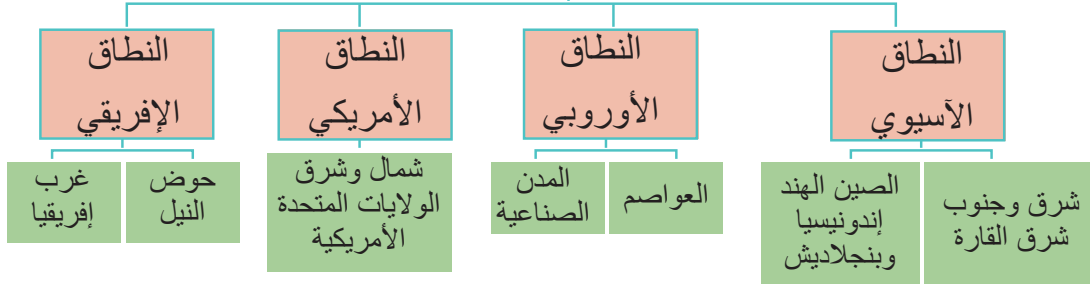 النطاق
الآسيوي
النطاق
الأوروبي
النطاق
الأمريكي
النطاق
الإفريقي
شرق وجنوب
شرق القارة
الصين الهند
إندونيسيا
وبنجلاديش
العواصم
المدن
الصناعية
شمال وشرق
الولايات المتحدة
الأمريكية
حوض
النيل
غرب
إفريقيا